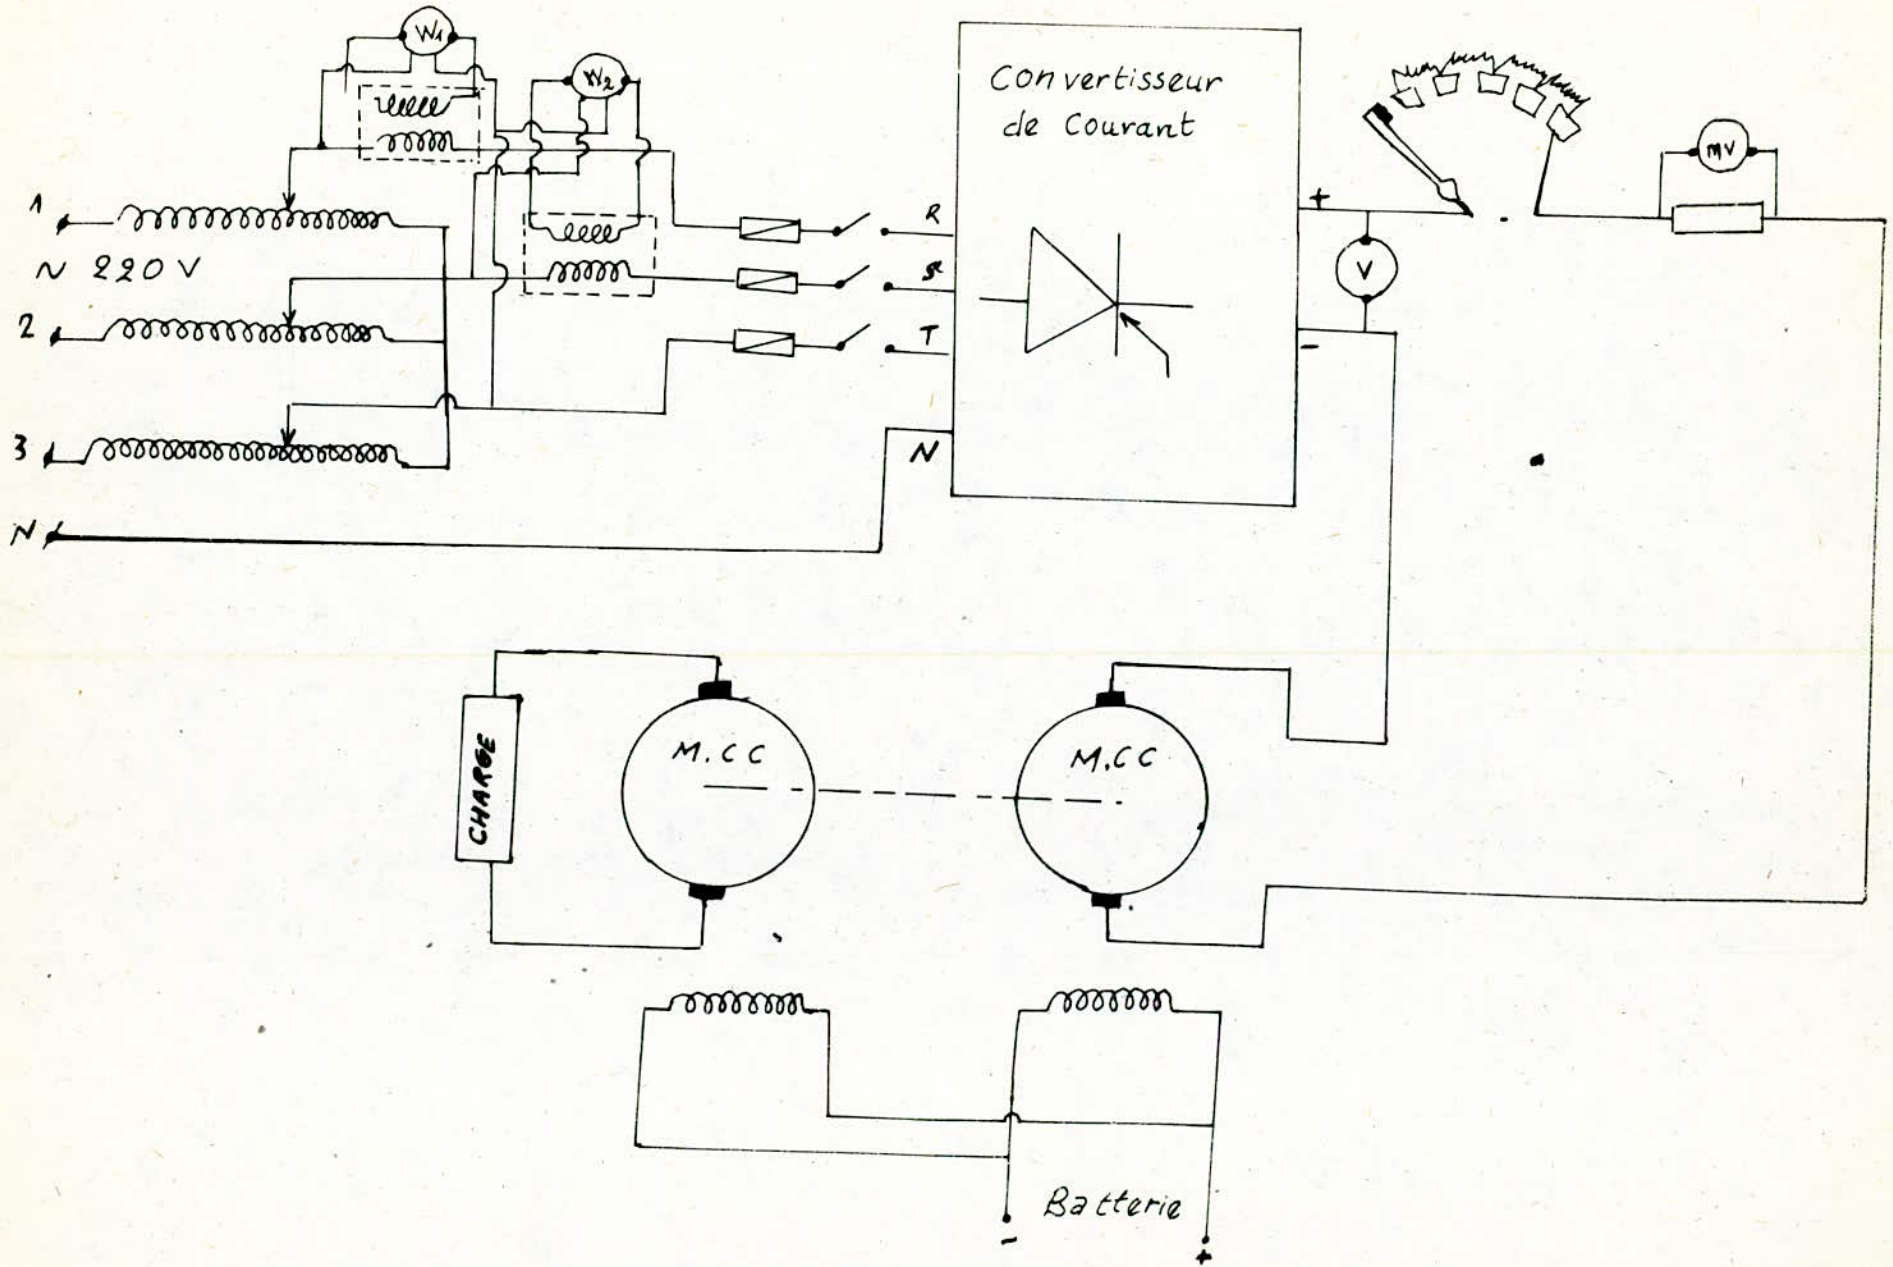 W1
W2
Convertisseur
de Courant
mV
1
R
+
~ 220 V
V
2
T
-
3
N
N
M.CC
M.CC
CHARGE
Batterie
-
+